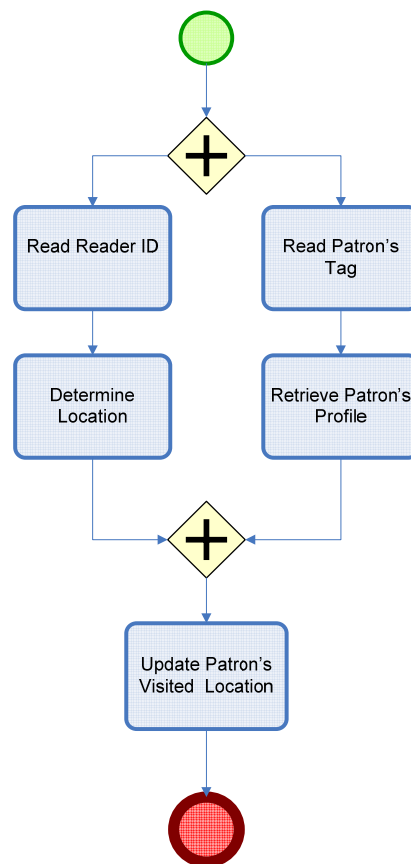 Read Reader ID
Read Patron's
Tag
Determine
Location
Retrieve Patron's
Profile
Update Patron's
Visited Location